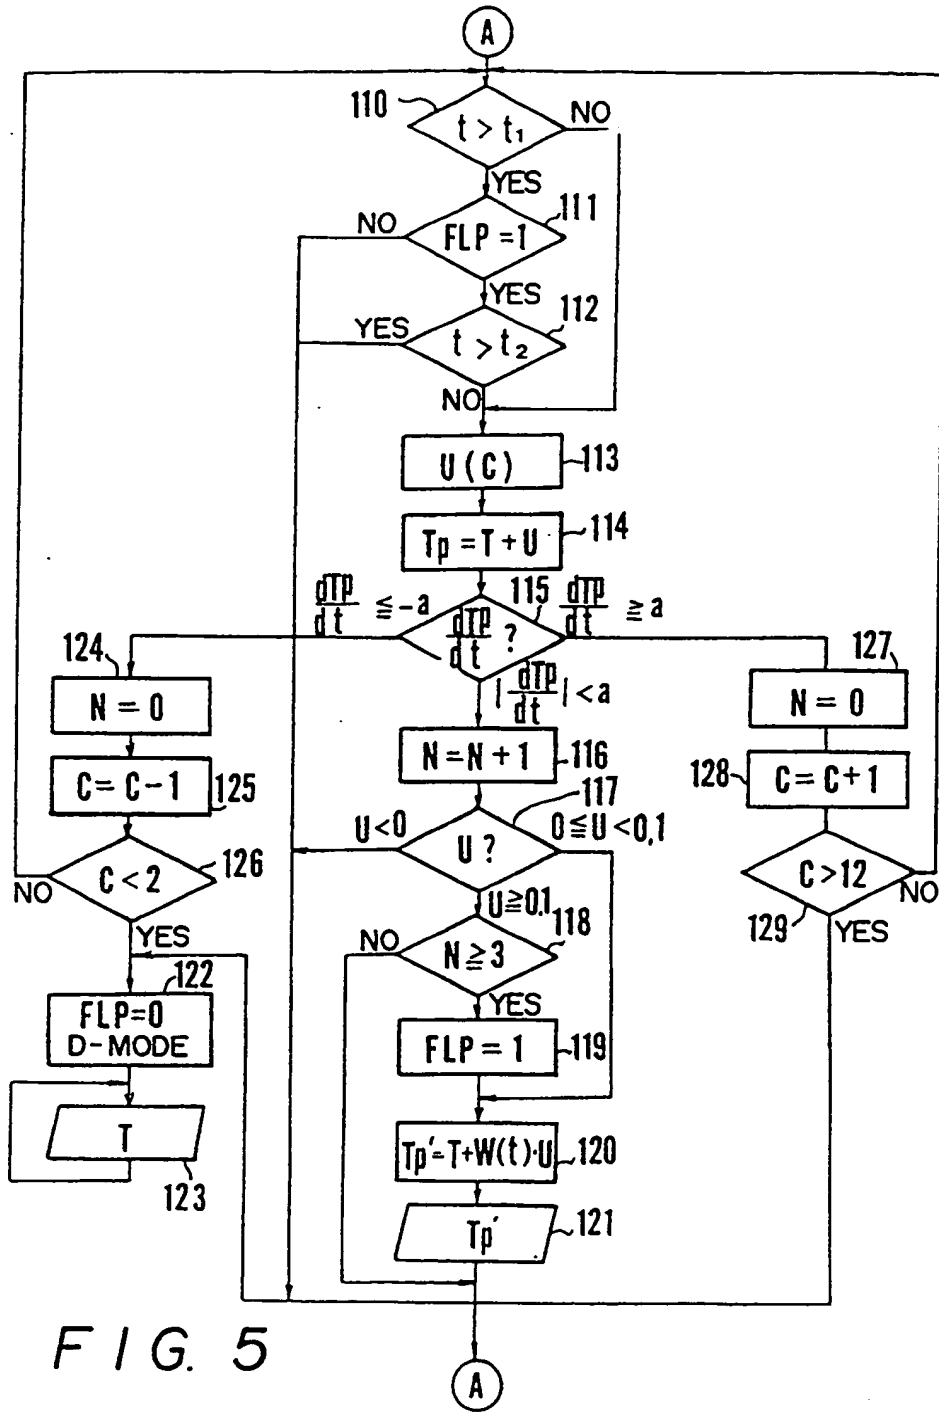 A
110
t > t1
NO
YES
111
NO
FLP = 1
YES
112
YES
t > t2
NO
U (C)
113
Tp = T + U
114
dTp/dt ≦ -a
115
dTp/dt ≧ a
dTp/dt ?
|dTp/dt| < a
124
N = 0
127
N = 0
N = N + 1
116
C = C - 1
125
128
C = C + 1
117
U < 0
0 ≦ U < 0,1
U ?
C < 2
126
NO
C > 12
NO
129
YES
U ≧ 0,1
118
NO
N ≧ 3
YES
YES
122
FLP = 0
D-MODE
FLP = 1
119
T
123
Tp' = T + W(t)·U
120
Tp'
121
FIG. 5
A